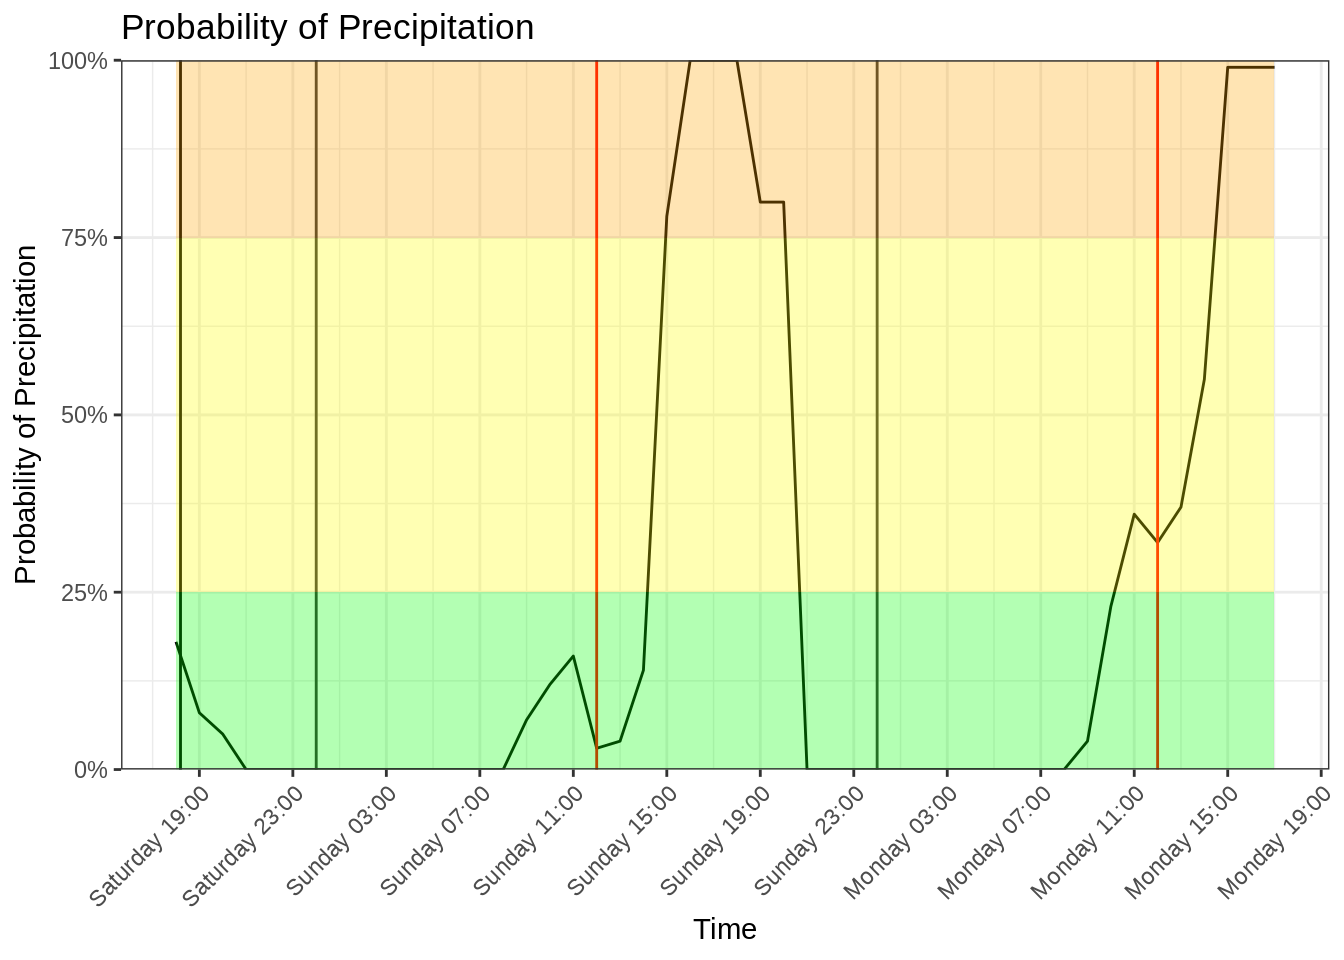 Probability of Precipitation
Probability of Precipitation
100%
75%
50%
25%
0%
Saturday 19:00
Saturday 23:00
Sunday 03:00
Sunday 07:00
Sunday 11:00
Sunday 15:00
Sunday 19:00
Sunday 23:00
Monday 03:00
Monday 07:00
Monday 11:00
Monday 15:00
Monday 19:00
Time